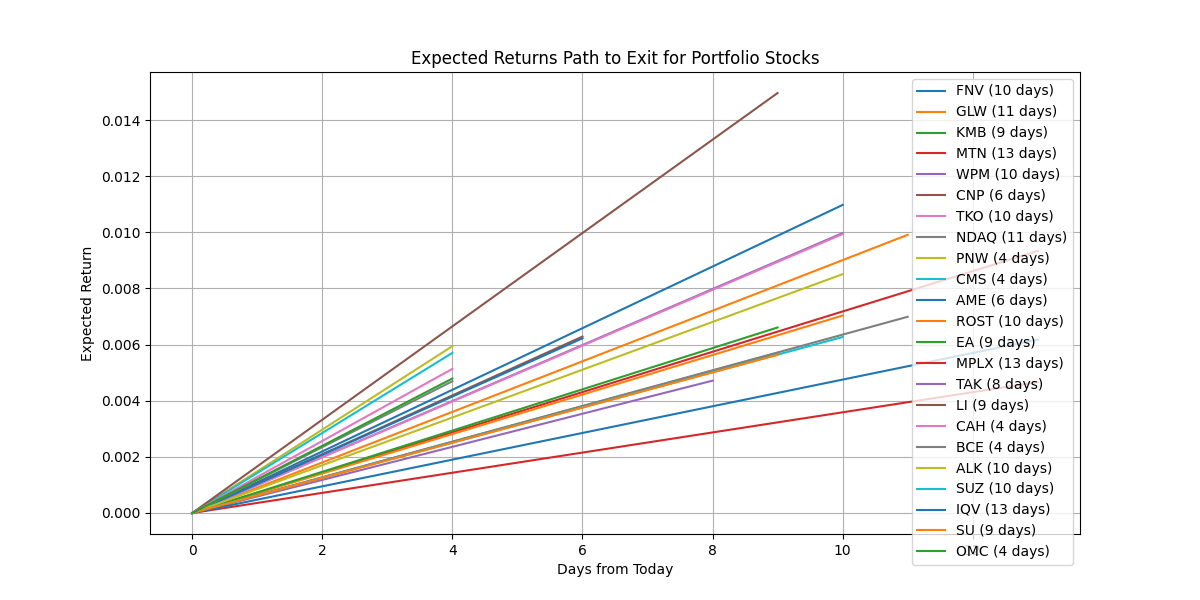 Expected Returns Path to Exit for Portfolio Stocks
Expected Return
0.014
0.012
0.010
0.008
0.006
0.004
0.002
0.000
0 2 4 6 8 10
Days from Today
FNV (10 days)
GLW (11 days)
KMB (9 days)
MTN (13 days)
WPM (10 days)
CNP (6 days)
TKO (10 days)
NDAQ (11 days)
PNW (4 days)
CMS (4 days)
AME (6 days)
ROST (10 days)
EA (9 days)
MPLX (13 days)
TAK (8 days)
LI (9 days)
CAH (4 days)
BCE (4 days)
ALK (10 days)
SUZ (10 days)
IQV (13 days)
SU (9 days)
OMC (4 days)